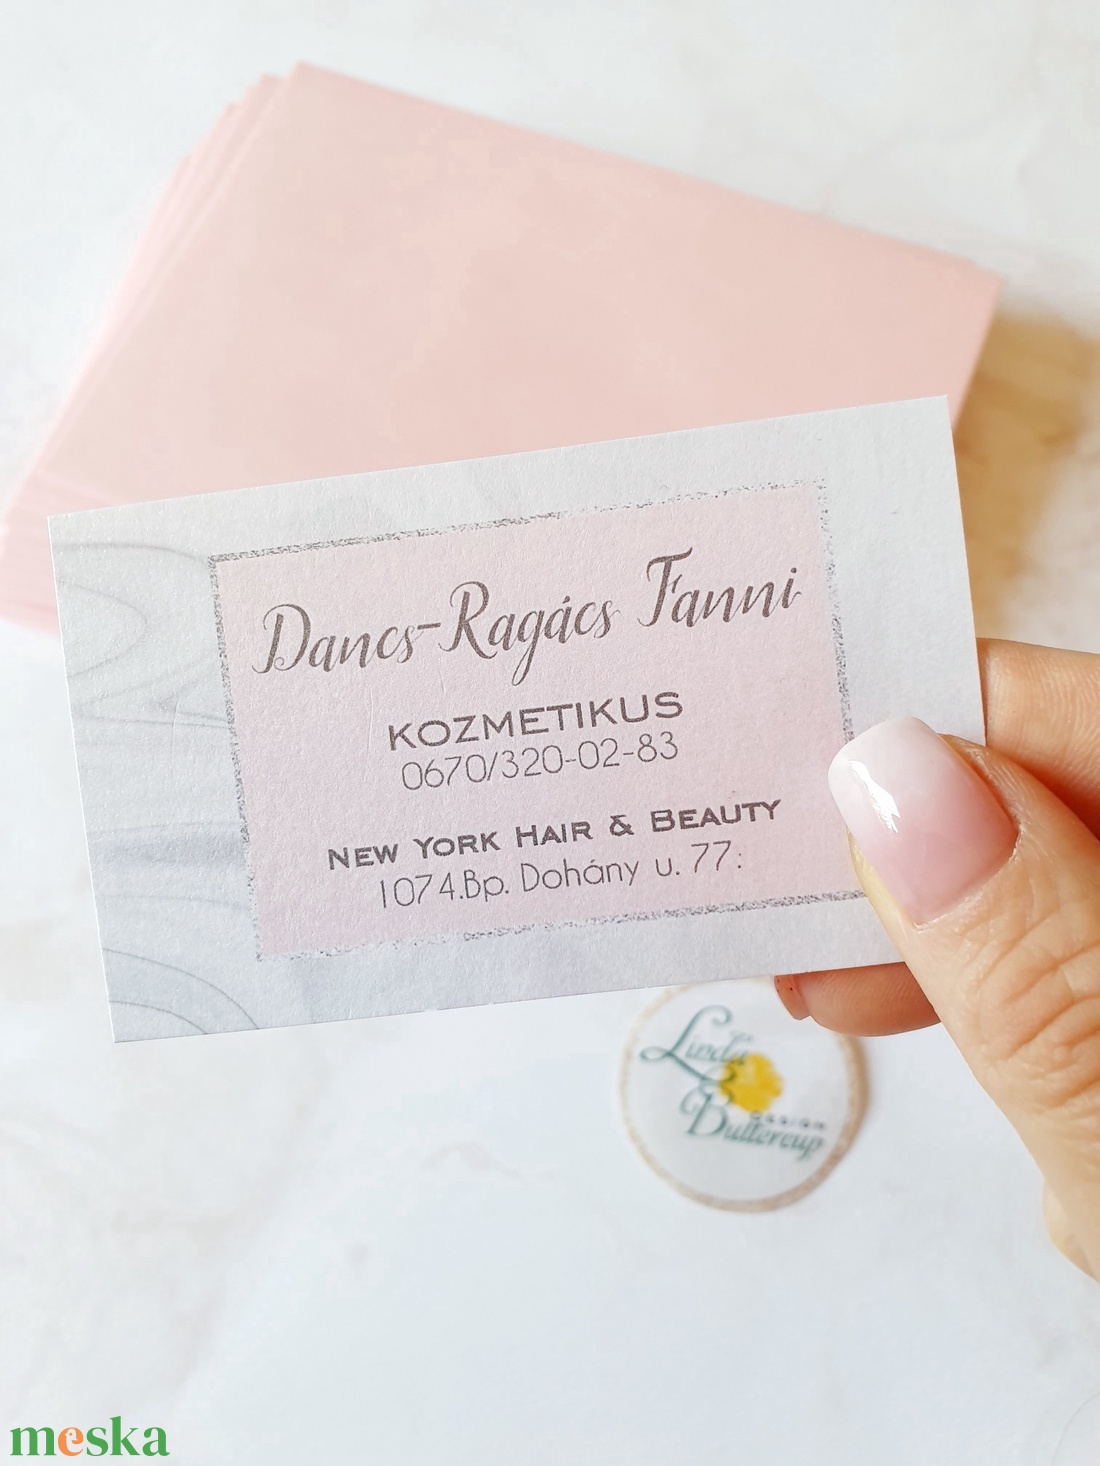 Dancs-Ragács Fanni
KOZMETIKUS
0670/320-02-83
NEW YORK HAIR & BEAUTY
1074.Bp. Dohány u. 77.
Linda
DESIGN
Buttercup
meska